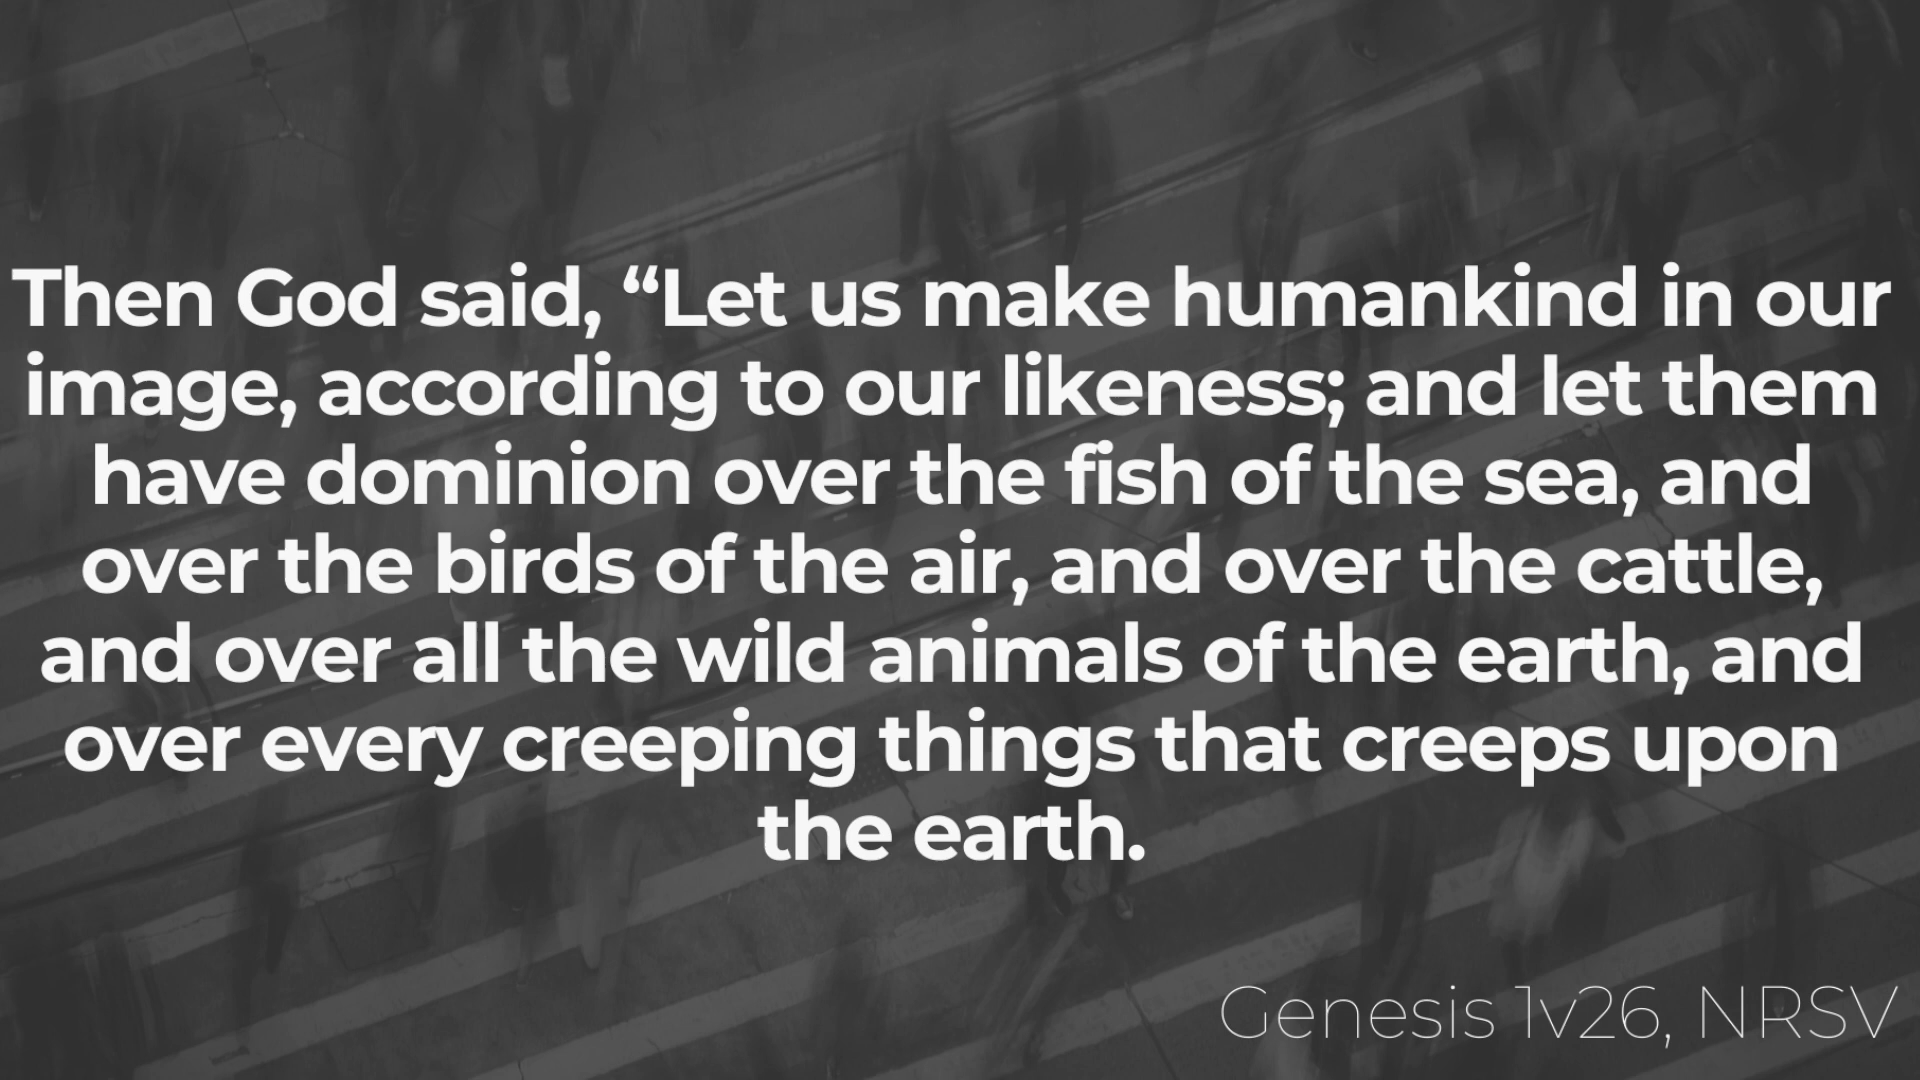 Then God said, “Let us make humankind in our
image, according to our likeness; and let them
have dominion over the fish of the sea, and
over the birds of the air, and over the cattle,
and over all the wild animals of the earth, and
over every creeping things that creeps upon
the earth.
Genesis 1v26, NRSV